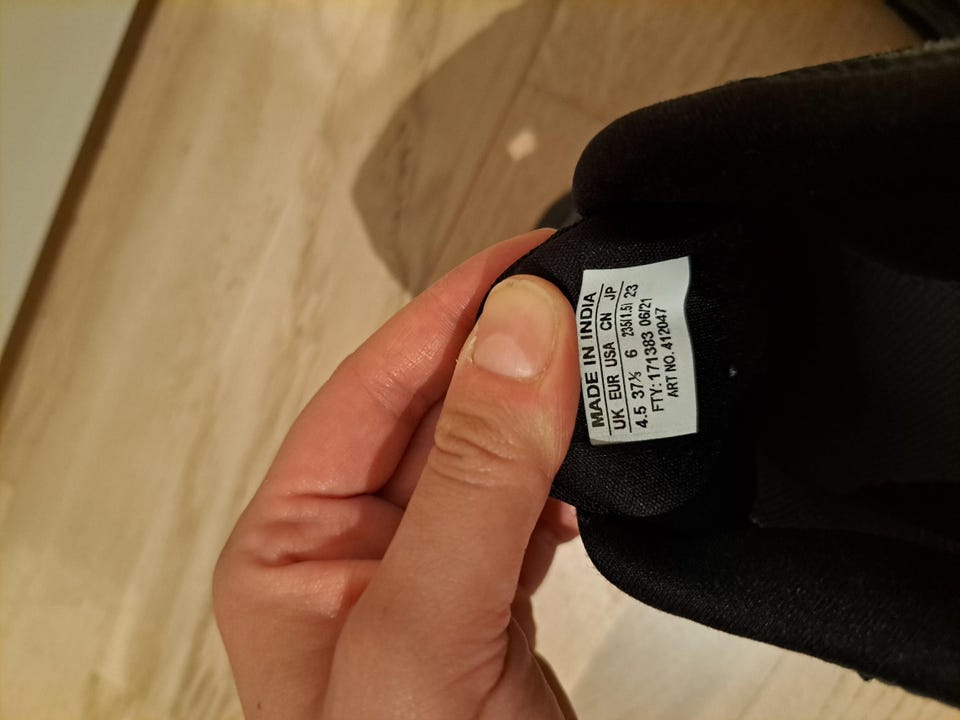 MADE IN INDIA
UK EUR USA CN JP
4.5 37⅓ 6 235(1.5) 23
FTY: 171383 06/21
ART NO. 412047